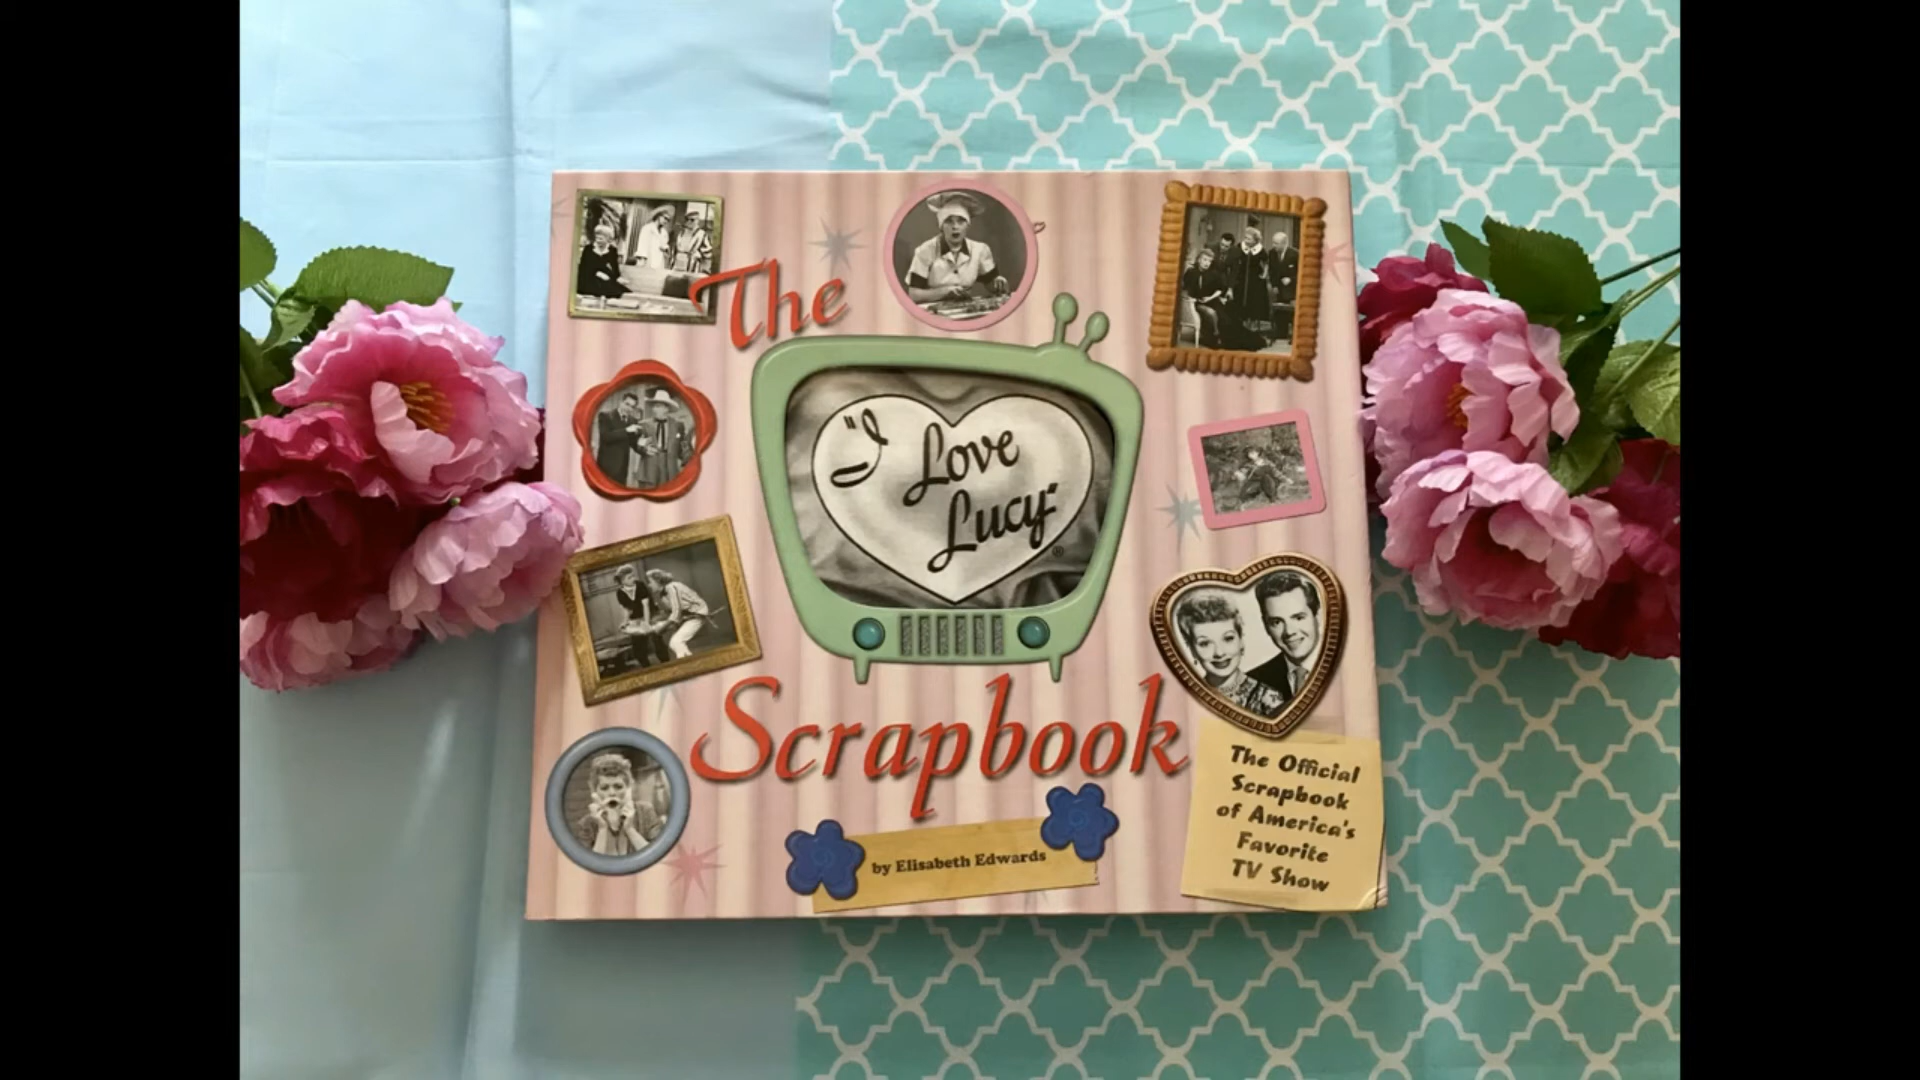 The
"I
Love
Lucy"®
Scrapbook
by Elisabeth Edwards
The Official
Scrapbook
of America's
Favorite
TV Show